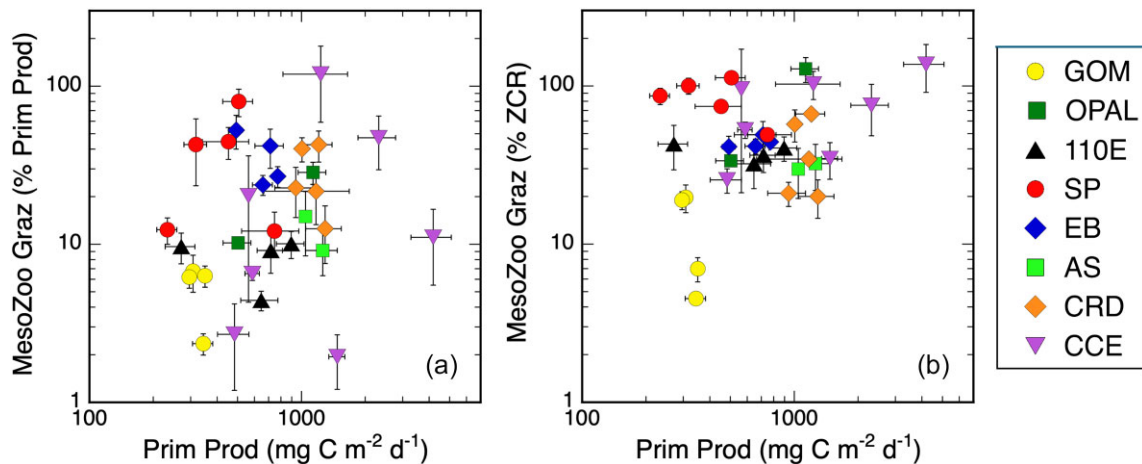 MesoZoo Graz (% Prim Prod)
100
10
1
100
1000
(a)
Prim Prod (mg C m⁻² d⁻¹)
MesoZoo Graz (% ZCR)
100
10
1
100
1000
(b)
Prim Prod (mg C m⁻² d⁻¹)
GOM
OPAL
110E
SP
EB
AS
CRD
CCE